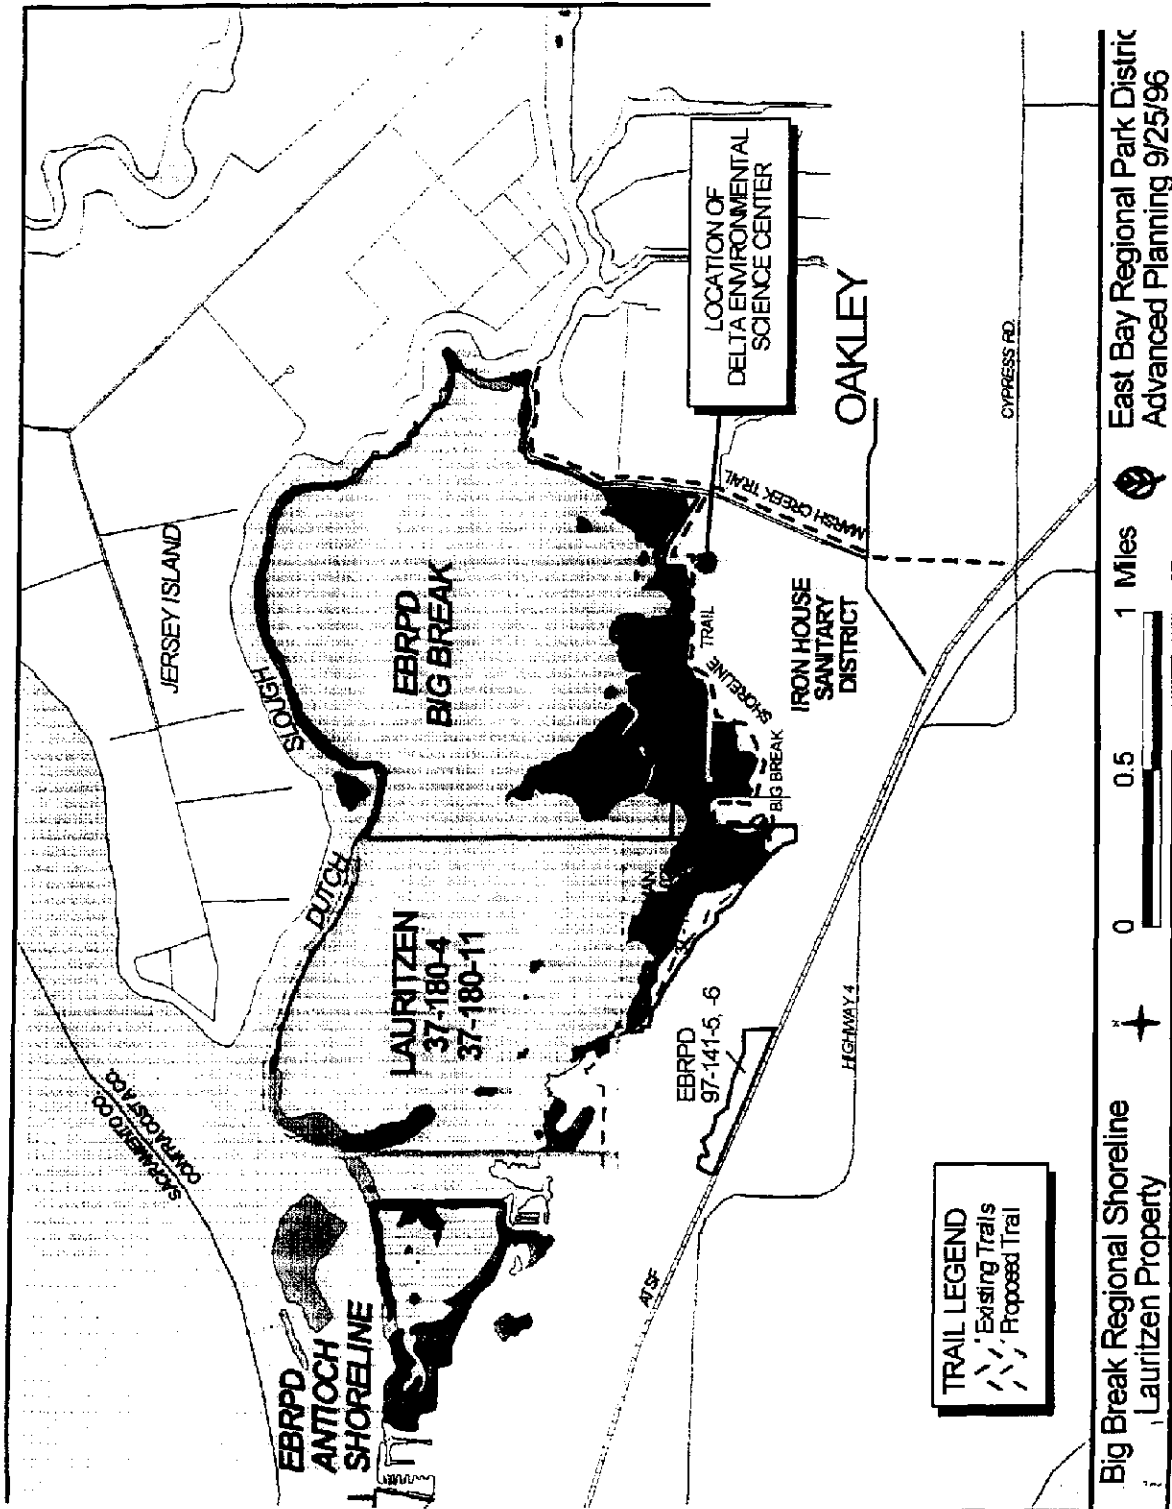 SACRAMENTO CO.
CONTRA COSTA CO.
JERSEY ISLAND
DUTCH
SLOUGH
EBRPD
ANTIOCH
SHORELINE
LAURITZEN
37-180-4
37-180-11
EBRPD
BIG BREAK
LOCATION OF
DELTA ENVIRONMENTAL
SCIENCE CENTER
EBRPD
97-141-5, -6
BIG BREAK
SHORELINE
TRAIL
MARSH CREEK TRAIL
IRON HOUSE
SANITARY
DISTRICT
OAKLEY
ATSF
HIGHWAY 4
CYPRESS RD.
TRAIL LEGEND
Existing Trails
Proposed Trail
Big Break Regional Shoreline
Lauritzen Property
N
0 0.5 1 Miles
East Bay Regional Park Distric
Advanced Planning 9/25/96